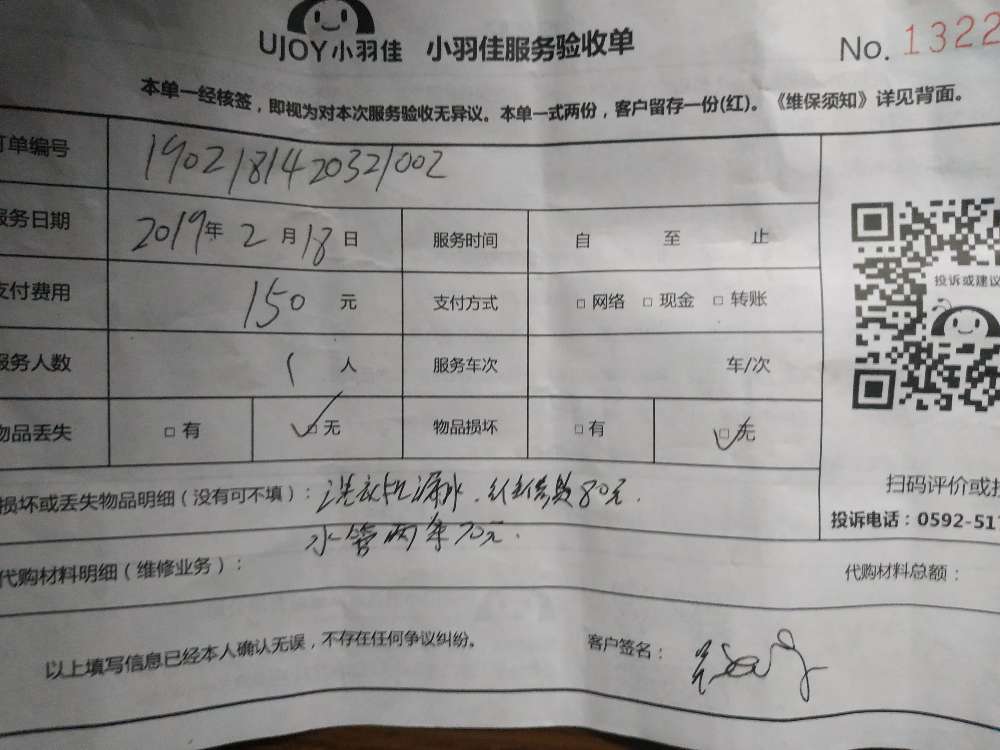 UJOY小羽佳 小羽佳服务验收单 No. 1322
本单一经核签，即视为对本次服务验收无异议。本单一式两份，客户留存一份(红)。《维保须知》详见背面。
订单编号 1902181420321002
服务日期 2019年 2月18日 服务时间 自 至 止
支付费用 150 元 支付方式 □网络 □现金 □转账
服务人数 1 人 服务车次 车/次
物品丢失 □有 □无 物品损坏 □有 □无
投诉或建议
损坏或丢失物品明细（没有可不填）：洗衣机漏水，80元.
水管两条70元.
扫码评价或投
投诉电话：0592-517
代购材料明细（维修业务）： 代购材料总额：
以上填写信息已经本人确认无误，不存在任何争议纠纷。 客户签名：